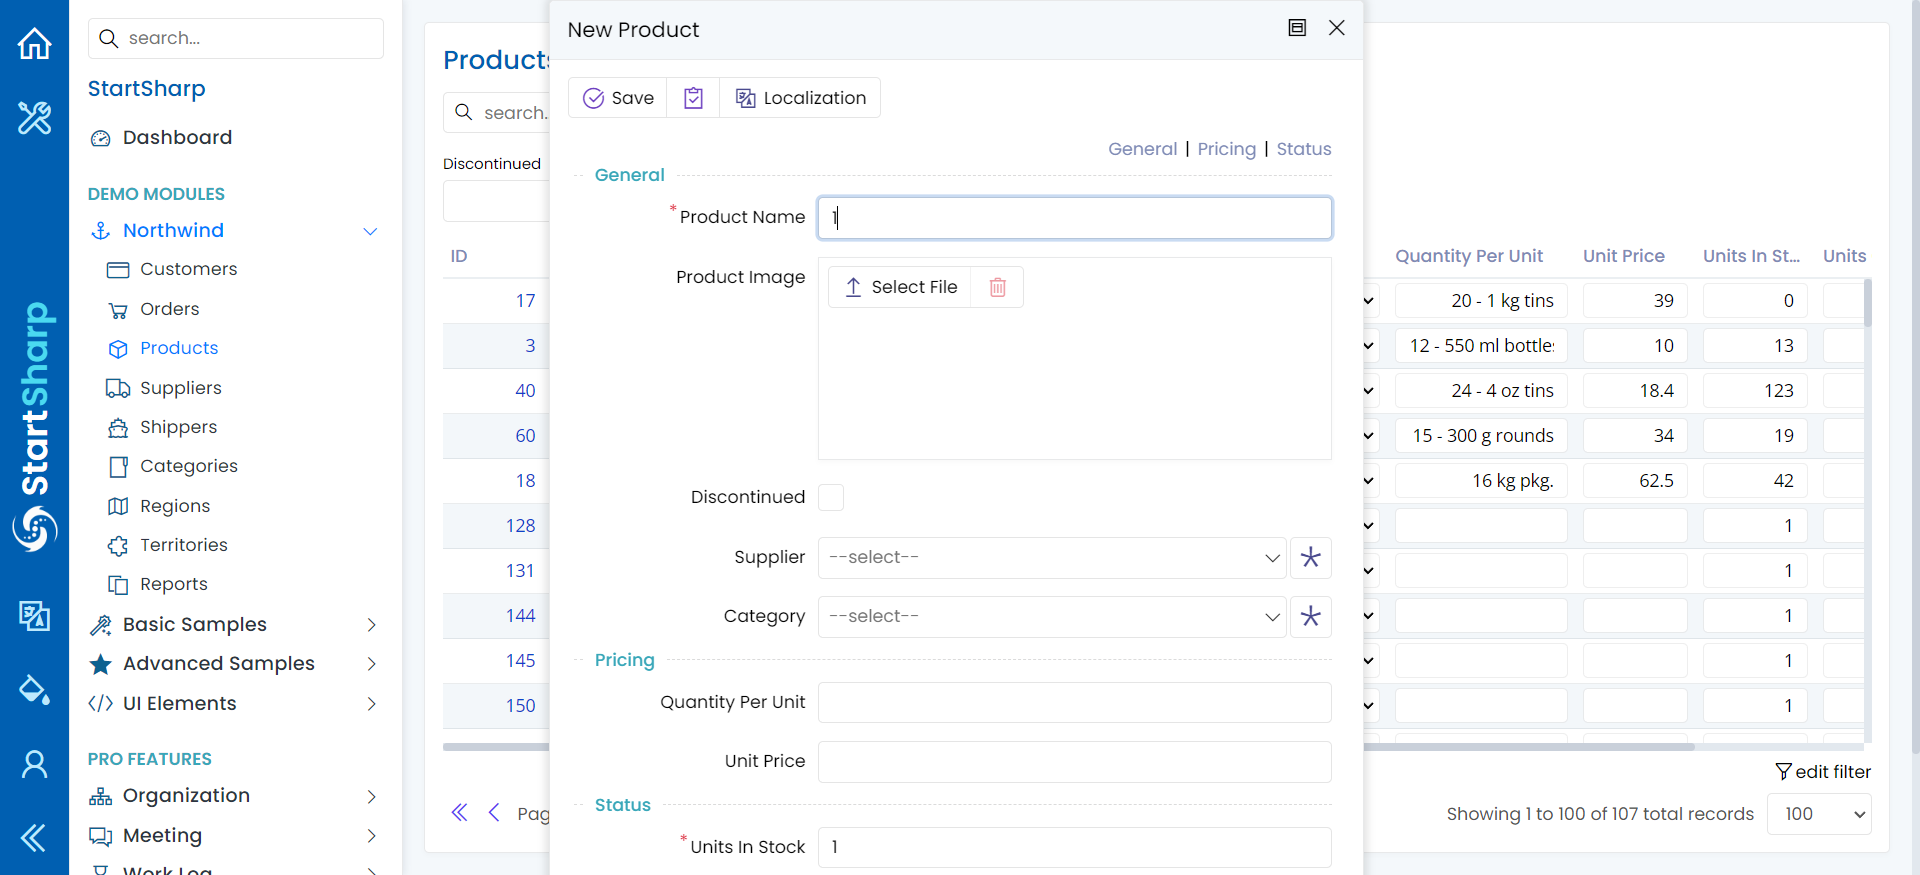 search...
StartSharp
Dashboard
DEMO MODULES
Northwind
Customers
Orders
Products
Suppliers
Shippers
Categories
Regions
Territories
Reports
Basic Samples
Advanced Samples
UI Elements
PRO FEATURES
Organization
Meeting
Work Log
StartSharp
Products
search.
Discontinued
ID
17
3
40
60
18
128
131
144
145
150
Pag
New Product
Save
Localization
General | Pricing | Status
General
*Product Name
1
Product Image
Select File
Discontinued
Supplier
--select--
Category
--select--
Pricing
Quantity Per Unit
Unit Price
Status
*Units In Stock
1
Quantity Per Unit Unit Price Units In St... Units
20 - 1 kg tins 39 0
12 - 550 ml bottles 10 13
24 - 4 oz tins 18.4 123
15 - 300 g rounds 34 19
16 kg pkg. 62.5 42
1
1
1
1
1
edit filter
Showing 1 to 100 of 107 total records 100